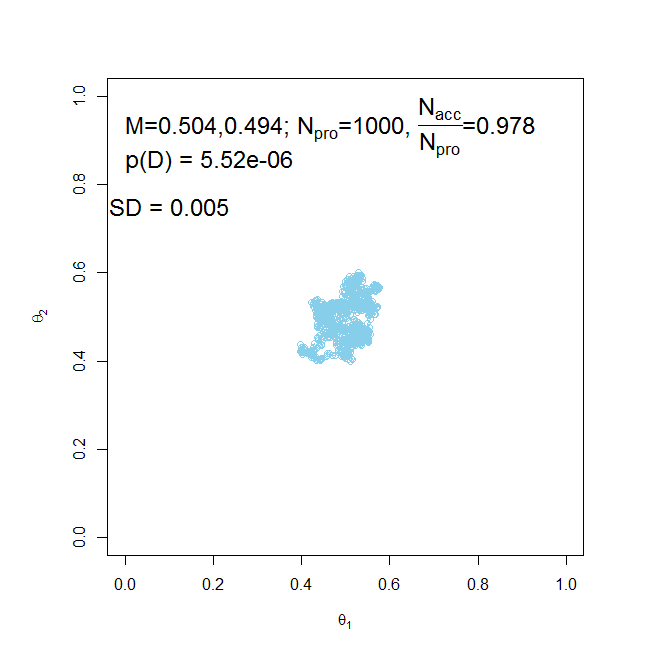 M=0.504,0.494; Npro=1000, Nacc/Npro=0.978
p(D) = 5.52e-06
SD = 0.005
1.0
0.8
0.6
0.4
0.2
0.0
θ2
0.0 0.2 0.4 0.6 0.8 1.0
θ1